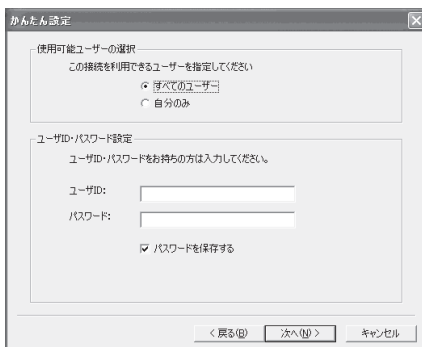 かんたん設定
使用可能ユーザーの選択
この接続を利用できるユーザーを指定してください
すべてのユーザー
自分のみ
ユーザID・パスワード設定
ユーザID・パスワードをお持ちの方は入力してください。
ユーザID:
パスワード:
パスワードを保存する
< 戻る(B) 次へ(N) > キャンセル